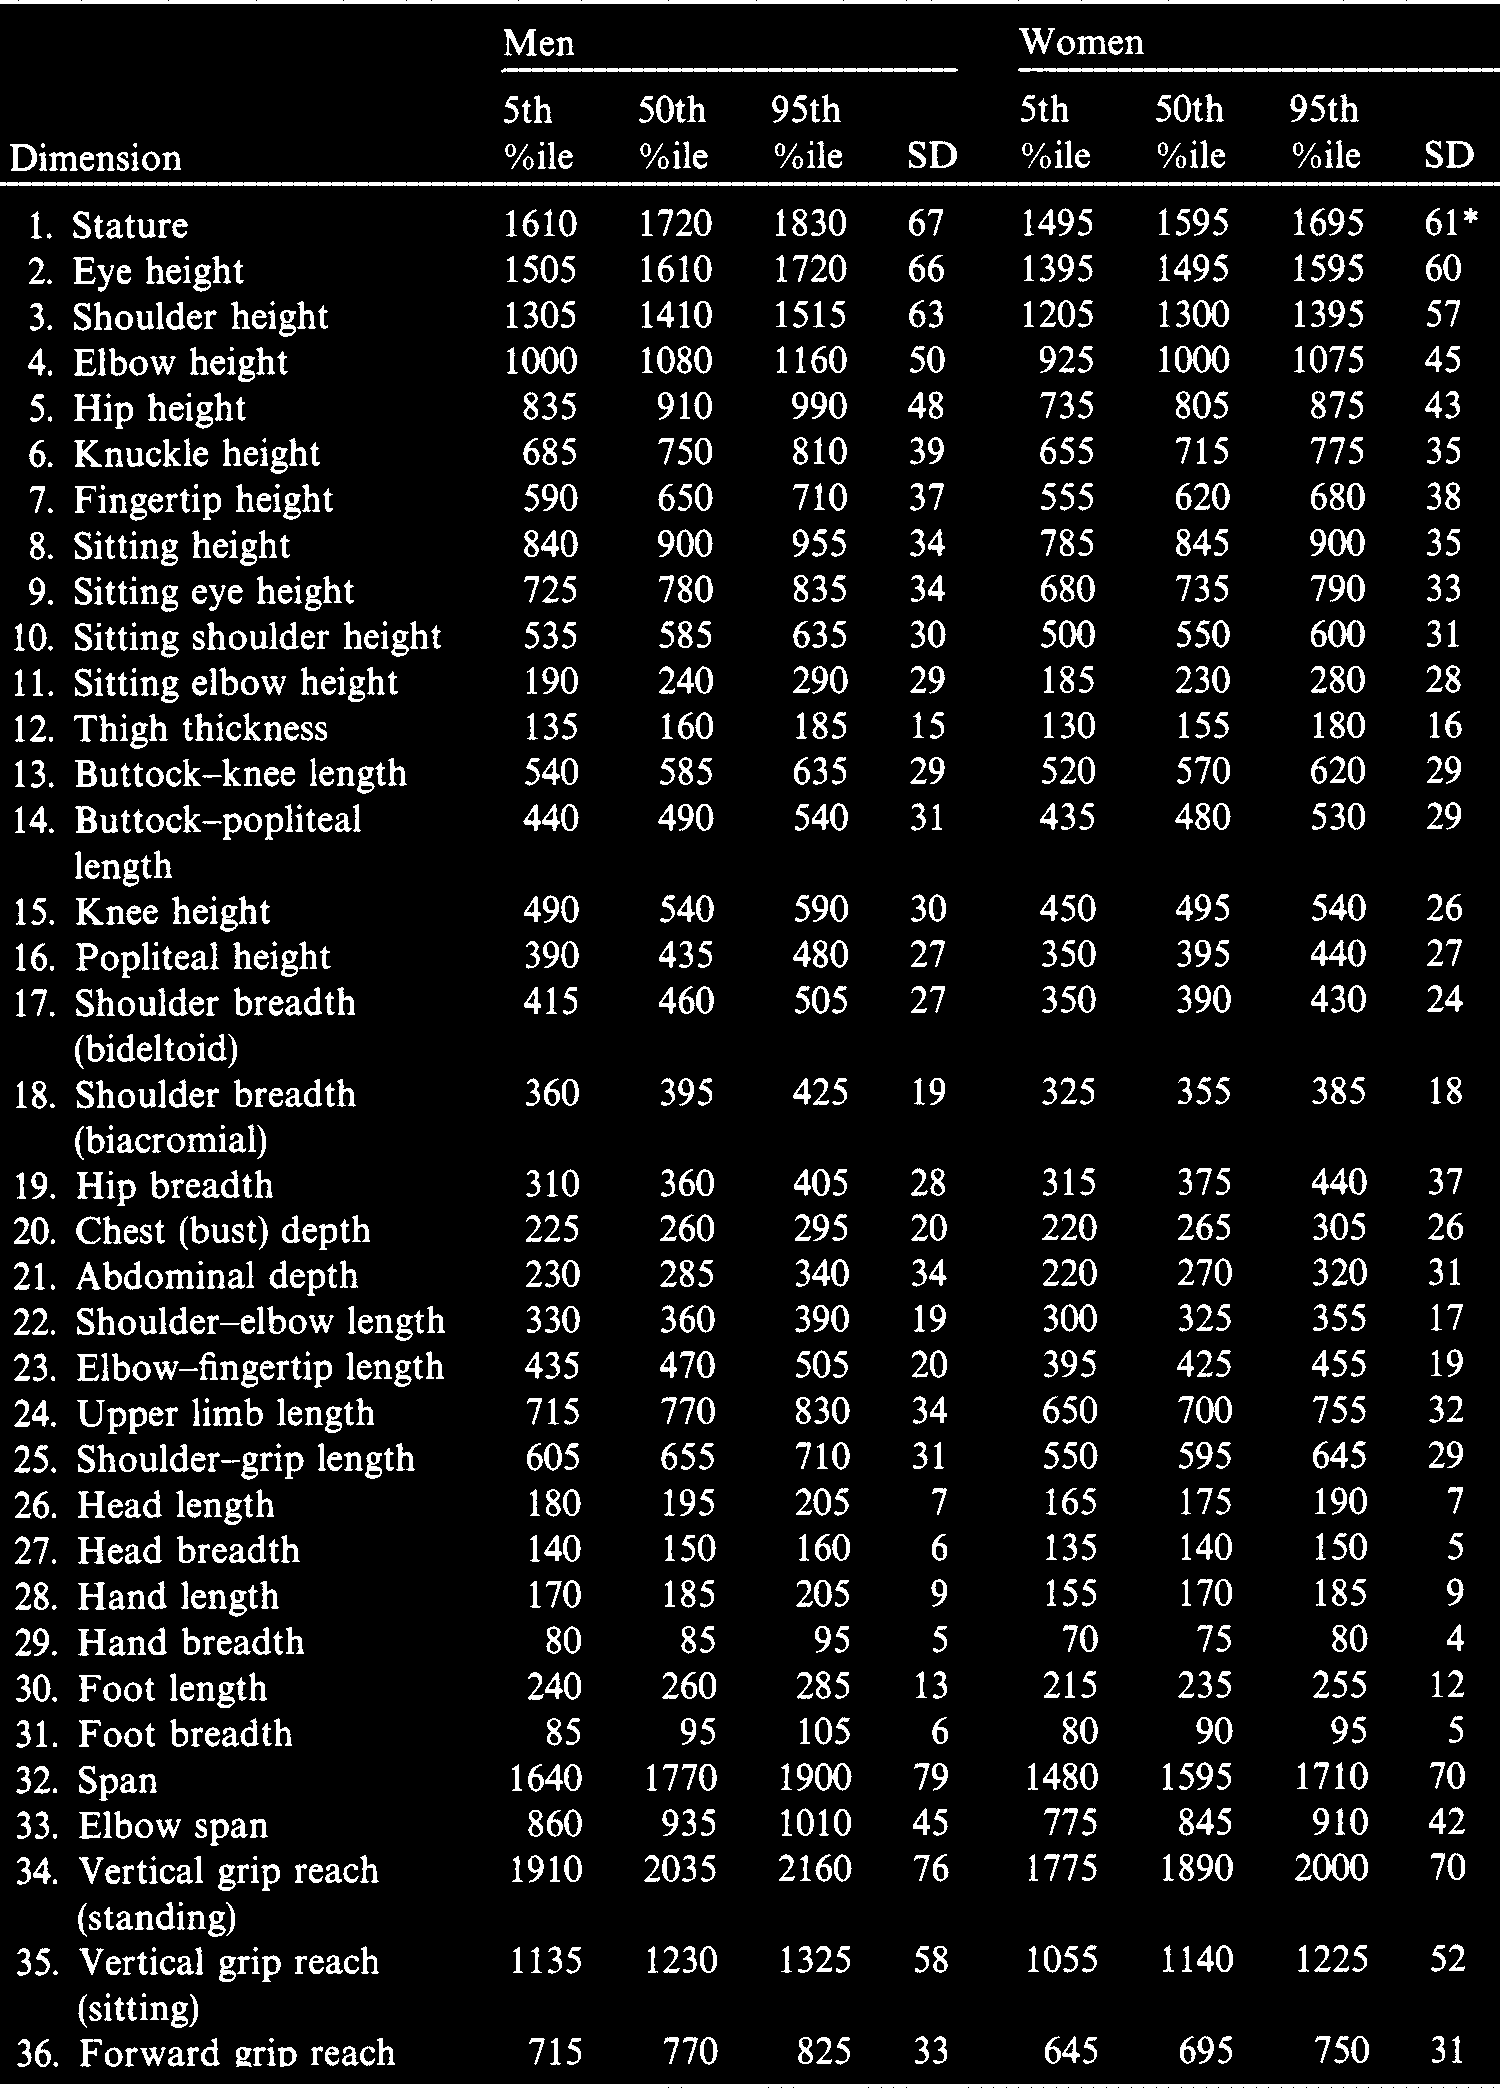 Men Women
5th 50th 95th 5th 50th 95th
Dimension %ile %ile %ile SD %ile %ile %ile SD
1. Stature 1610 1720 1830 67 1495 1595 1695 61*
2. Eye height 1505 1610 1720 66 1395 1495 1595 60
3. Shoulder height 1305 1410 1515 63 1205 1300 1395 57
4. Elbow height 1000 1080 1160 50 925 1000 1075 45
5. Hip height 835 910 990 48 735 805 875 43
6. Knuckle height 685 750 810 39 655 715 775 35
7. Fingertip height 590 650 710 37 555 620 680 38
8. Sitting height 840 900 955 34 785 845 900 35
9. Sitting eye height 725 780 835 34 680 735 790 33
10. Sitting shoulder height 535 585 635 30 500 550 600 31
11. Sitting elbow height 190 240 290 29 185 230 280 28
12. Thigh thickness 135 160 185 15 130 155 180 16
13. Buttock–knee length 540 585 635 29 520 570 620 29
14. Buttock–popliteal 440 490 540 31 435 480 530 29
length
15. Knee height 490 540 590 30 450 495 540 26
16. Popliteal height 390 435 480 27 350 395 440 27
17. Shoulder breadth 415 460 505 27 350 390 430 24
(bideltoid)
18. Shoulder breadth 360 395 425 19 325 355 385 18
(biacromial)
19. Hip breadth 310 360 405 28 315 375 440 37
20. Chest (bust) depth 225 260 295 20 220 265 305 26
21. Abdominal depth 230 285 340 34 220 270 320 31
22. Shoulder–elbow length 330 360 390 19 300 325 355 17
23. Elbow–fingertip length 435 470 505 20 395 425 455 19
24. Upper limb length 715 770 830 34 650 700 755 32
25. Shoulder–grip length 605 655 710 31 550 595 645 29
26. Head length 180 195 205 7 165 175 190 7
27. Head breadth 140 150 160 6 135 140 150 5
28. Hand length 170 185 205 9 155 170 185 9
29. Hand breadth 80 85 95 5 70 75 80 4
30. Foot length 240 260 285 13 215 235 255 12
31. Foot breadth 85 95 105 6 80 90 95 5
32. Span 1640 1770 1900 79 1480 1595 1710 70
33. Elbow span 860 935 1010 45 775 845 910 42
34. Vertical grip reach 1910 2035 2160 76 1775 1890 2000 70
(standing)
35. Vertical grip reach 1135 1230 1325 58 1055 1140 1225 52
(sitting)
36. Forward grip reach 715 770 825 33 645 695 750 31